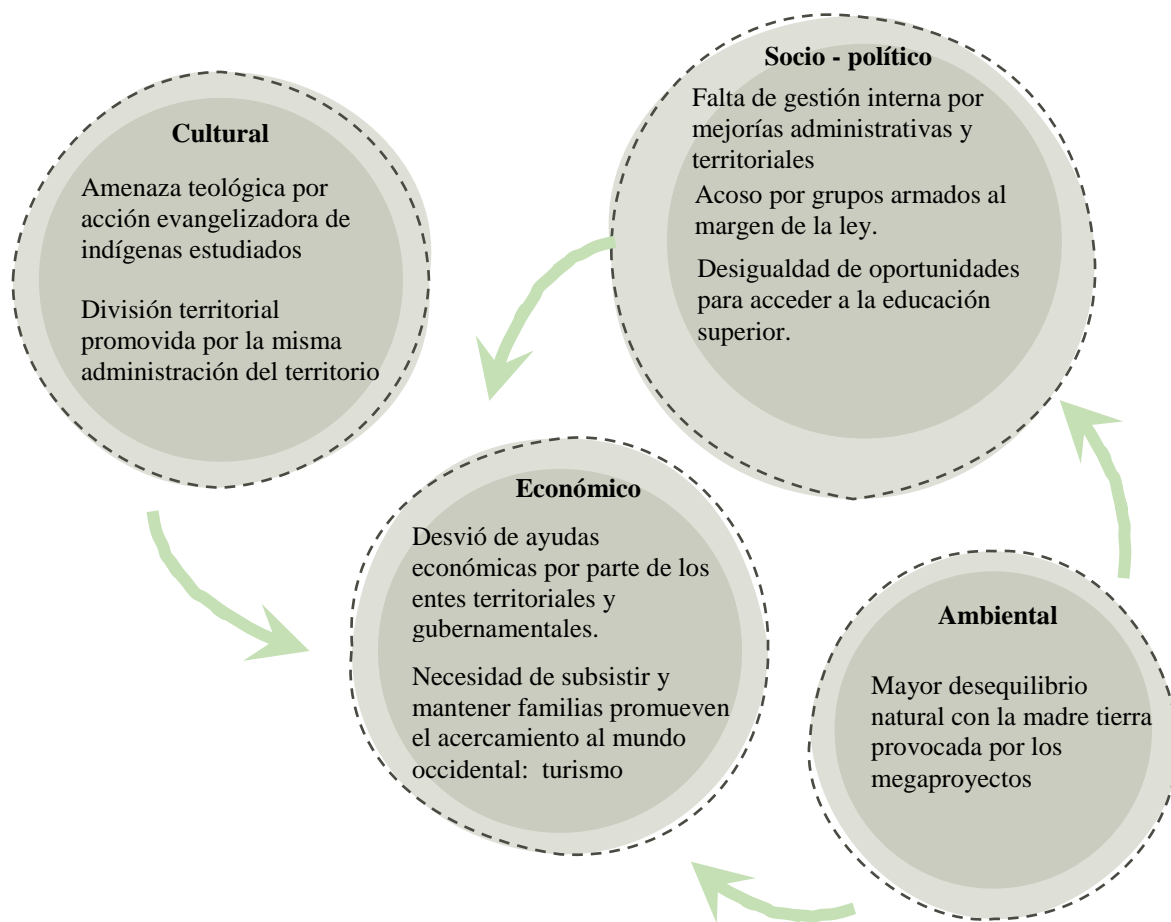 Cultural
Amenaza teológica por
acción evangelizadora de
indígenas estudiados
División territorial
promovida por la misma
administración del territorio
Socio - político
Falta de gestión interna por
mejorías administrativas y
territoriales
Acoso por grupos armados al
margen de la ley.
Desigualdad de oportunidades
para acceder a la educación
superior.
Económico
Desvió de ayudas
económicas por parte de los
entes territoriales y
gubernamentales.
Necesidad de subsistir y
mantener familias promueven
el acercamiento al mundo
occidental: turismo
Ambiental
Mayor desequilibrio
natural con la madre tierra
provocada por los
megaproyectos